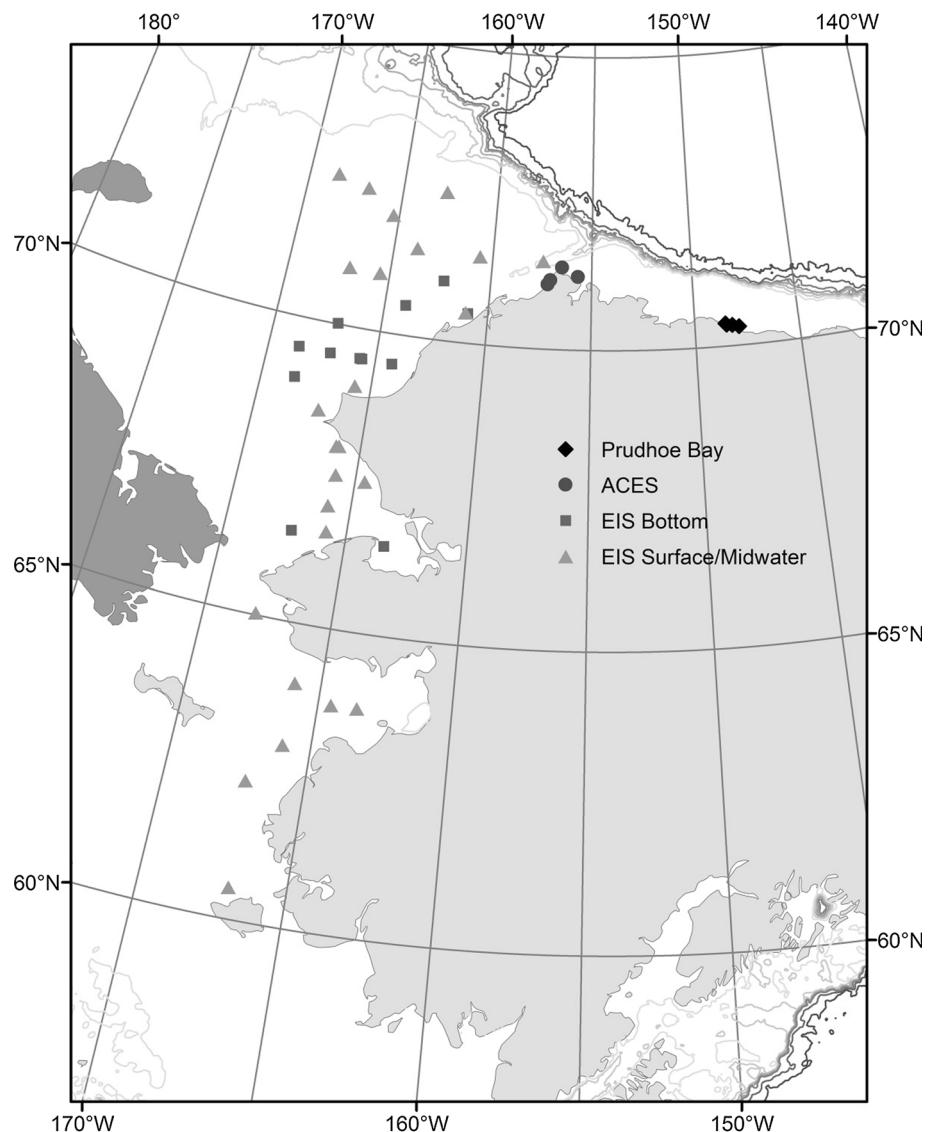 180° 170°W 160°W 150°W 140°W
70°N
70°N
Prudhoe Bay
ACES
EIS Bottom
EIS Surface/Midwater
65°N
65°N
60°N
60°N
170°W 160°W 150°W